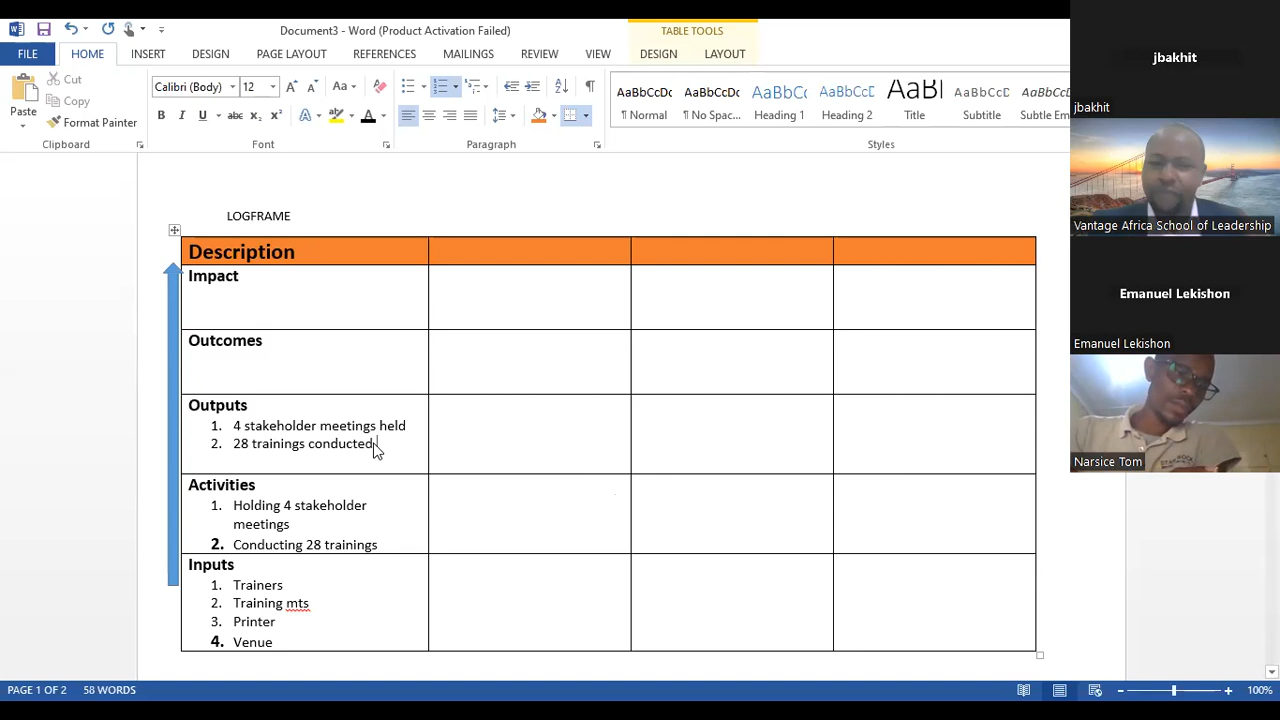 Document3 - Word (Product Activation Failed)
TABLE TOOLS
FILE HOME INSERT DESIGN PAGE LAYOUT REFERENCES MAILINGS REVIEW VIEW DESIGN LAYOUT
Paste
Cut
Copy
Format Painter
Calibri (Body) 12
AaBbCcDc AaBbCcDc AaBbCc AaBbCcD AaBl AaBbCcD AaBbCcD
¶ Normal ¶ No Spac... Heading 1 Heading 2 Title Subtitle Subtle Em
Clipboard Font Paragraph Styles
LOGFRAME
Description
Impact
Outcomes
Outputs
1. 4 stakeholder meetings held
2. 28 trainings conducted
Activities
1. Holding 4 stakeholder
meetings
2. Conducting 28 trainings
Inputs
1. Trainers
2. Training mts
3. Printer
4. Venue
PAGE 1 OF 2 58 WORDS 100%
jbakhit
jbakhit
Vantage Africa School of Leadership
Emanuel Lekishon
Emanuel Lekishon
Narsice Tom